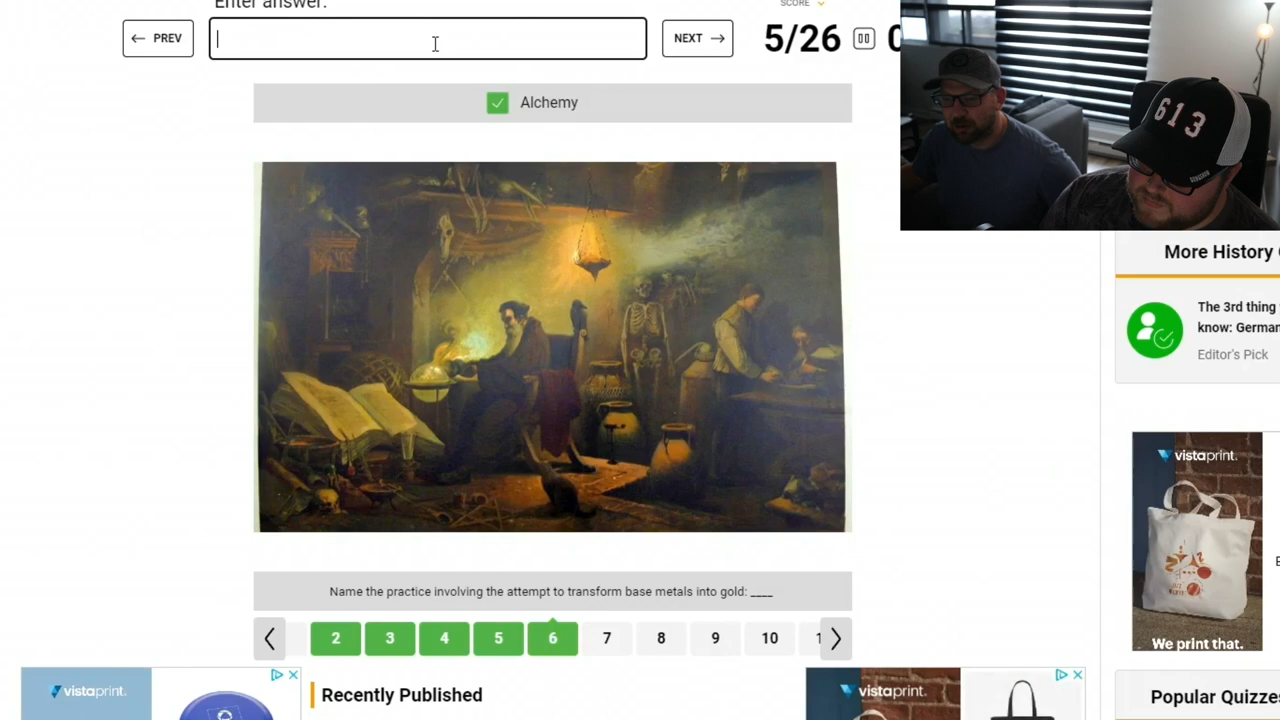 Enter answer:
SCORE
← PREV
NEXT →
5/26
Alchemy
613
More History
The 3rd thing
know: German
Editor's Pick
vistaprint.
We print that.
Name the practice involving the attempt to transform base metals into gold: ____
2 3 4 5 6 7 8 9 10
vistaprint.
Recently Published
vistaprint.
Popular Quizzes